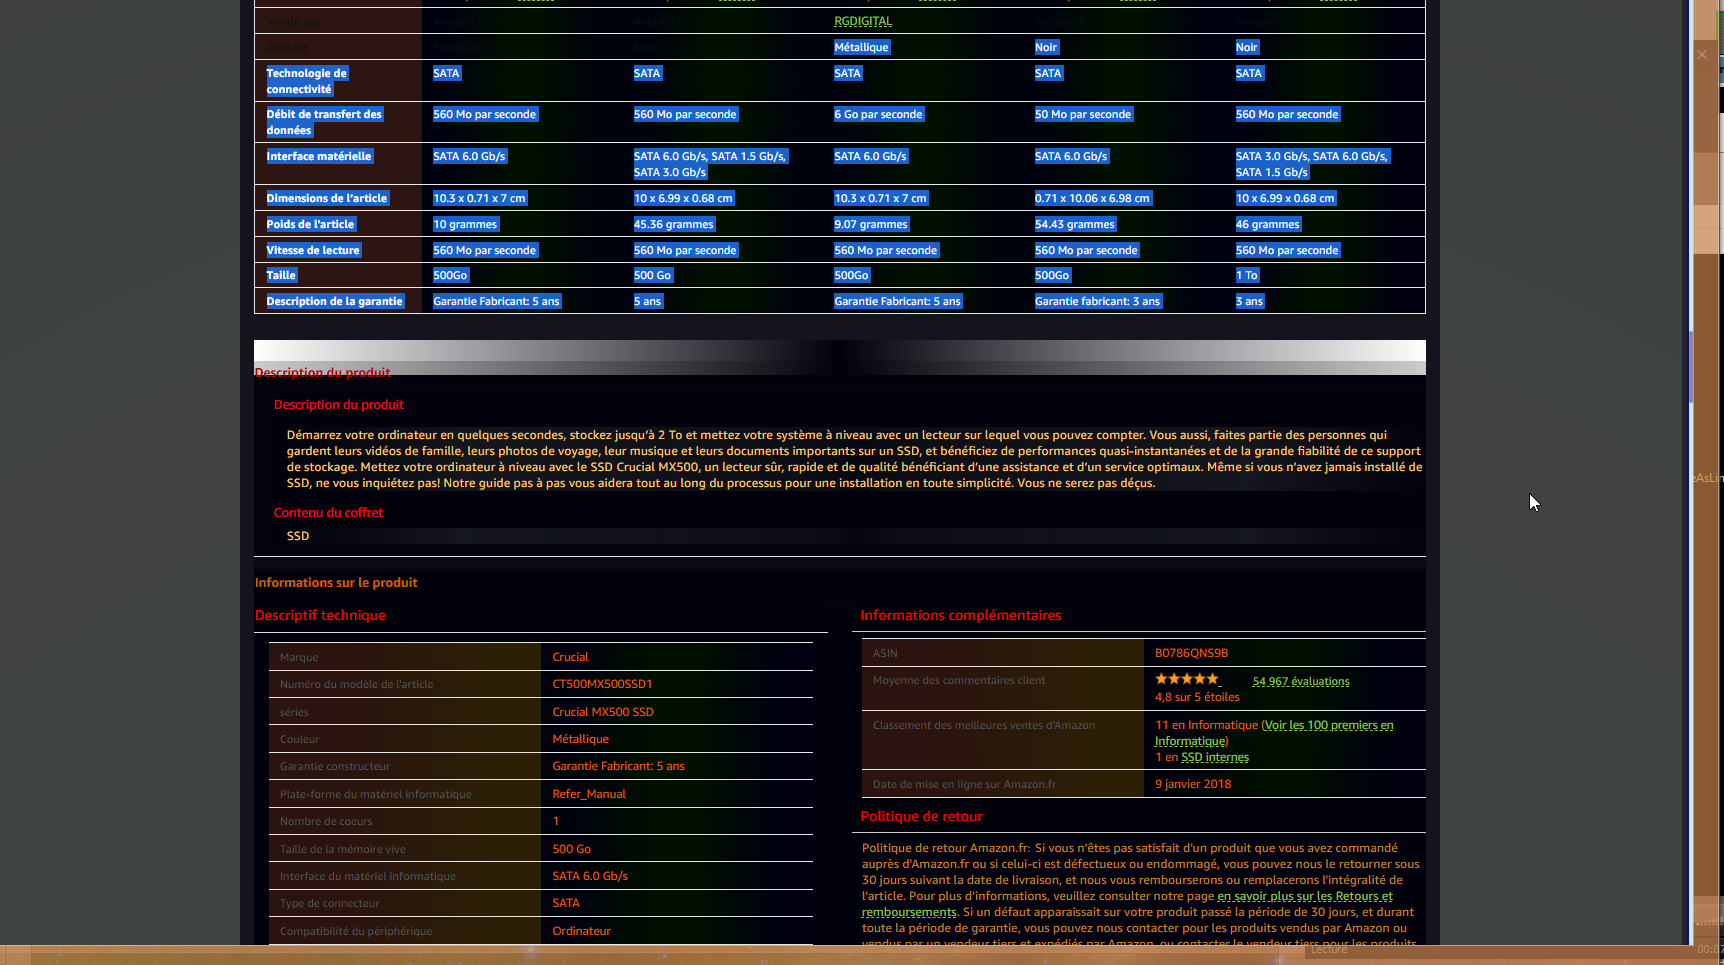 Vendu par Amazon.fr Amazon.fr RGDIGITAL Amazon.fr Amazon.fr
Couleur Métallique Noir Métallique Noir Noir
Technologie de connectivité SATA SATA SATA SATA SATA
Débit de transfert des données 560 Mo par seconde 560 Mo par seconde 6 Go par seconde 50 Mo par seconde 560 Mo par seconde
Interface matérielle SATA 6.0 Gb/s SATA 6.0 Gb/s, SATA 1.5 Gb/s, SATA 3.0 Gb/s SATA 6.0 Gb/s SATA 6.0 Gb/s SATA 3.0 Gb/s, SATA 6.0 Gb/s, SATA 1.5 Gb/s
Dimensions de l'article 10.3 x 0.71 x 7 cm 10 x 6.99 x 0.68 cm 10.3 x 0.71 x 7 cm 0.71 x 10.06 x 6.98 cm 10 x 6.99 x 0.68 cm
Poids de l'article 10 grammes 45.36 grammes 9.07 grammes 54.43 grammes 46 grammes
Vitesse de lecture 560 Mo par seconde 560 Mo par seconde 560 Mo par seconde 560 Mo par seconde 560 Mo par seconde
Taille 500Go 500 Go 500Go 500Go 1 To
Description de la garantie Garantie Fabricant: 5 ans 5 ans Garantie Fabricant: 5 ans Garantie fabricant: 3 ans 3 ans
Description du produit
Description du produit
Démarrez votre ordinateur en quelques secondes, stockez jusqu'à 2 To et mettez votre système à niveau avec un lecteur sur lequel vous pouvez compter. Vous aussi, faites partie des personnes qui
gardent leurs vidéos de famille, leurs photos de voyage, leur musique et leurs documents importants sur un SSD, et bénéficiez de performances quasi-instantanées et de la grande fiabilité de ce support
de stockage. Mettez votre ordinateur à niveau avec le SSD Crucial MX500, un lecteur sûr, rapide et de qualité bénéficiant d'une assistance et d'un service optimaux. Même si vous n'avez jamais installé de
SSD, ne vous inquiétez pas! Notre guide pas à pas vous aidera tout au long du processus pour une installation en toute simplicité. Vous ne serez pas déçus.
Contenu du coffret
SSD
Informations sur le produit
Descriptif technique
Marque Crucial
Numéro du modèle de l'article CT500MX500SSD1
séries Crucial MX500 SSD
Couleur Métallique
Garantie constructeur Garantie Fabricant: 5 ans
Plate-forme du matériel informatique Refer_Manual
Nombre de coeurs 1
Taille de la mémoire vive 500 Go
Interface du matériel informatique SATA 6.0 Gb/s
Type de connecteur SATA
Compatibilité du périphérique Ordinateur
Informations complémentaires
ASIN B0786QNS9B
Moyenne des commentaires client 54 967 évaluations
4,8 sur 5 étoiles
Classement des meilleures ventes d'Amazon 11 en Informatique (Voir les 100 premiers en
Informatique)
1 en SSD internes
Date de mise en ligne sur Amazon.fr 9 janvier 2018
Politique de retour
Politique de retour Amazon.fr: Si vous n'êtes pas satisfait d'un produit que vous avez commandé
auprès d'Amazon.fr ou si celui-ci est défectueux ou endommagé, vous pouvez nous le retourner sous
30 jours suivant la date de livraison, et nous vous rembourserons ou remplacerons l'intégralité de
l'article. Pour plus d'informations, veuillez consulter notre page en savoir plus sur les Retours et
remboursements. Si un défaut apparaissait sur votre produit passé la période de 30 jours, et durant
toute la période de garantie, vous pouvez nous contacter pour les produits vendus par Amazon ou
vendus par un vendeur tiers et expédiés par Amazon, ou contacter le vendeur tiers pour les produits
eAsLin
Lecture
00:0